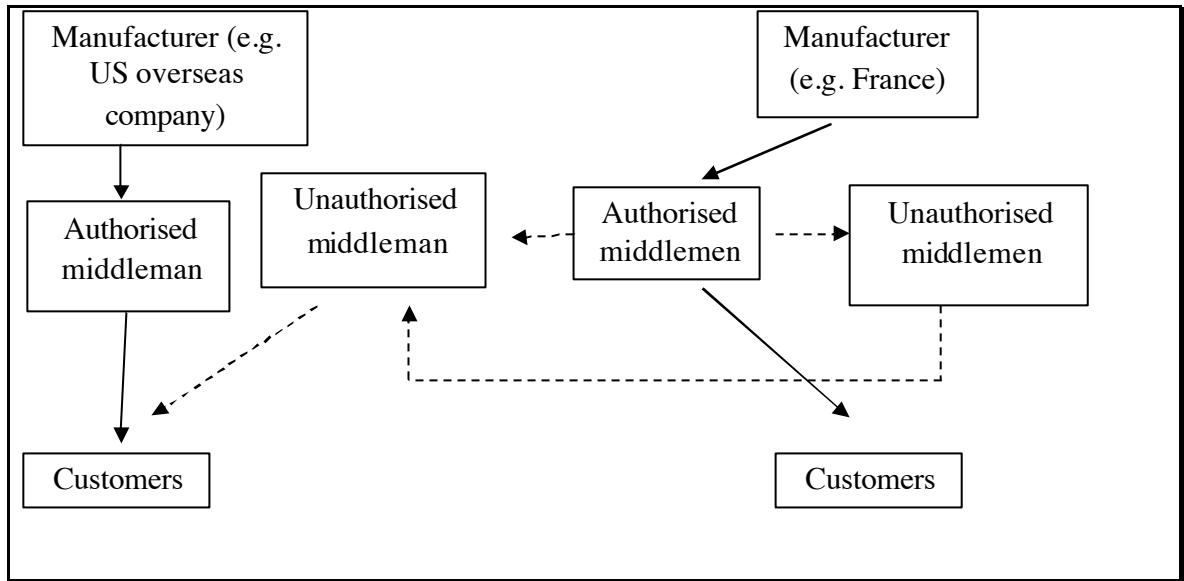 Manufacturer (e.g.
US overseas
company)
Manufacturer
(e.g. France)
Authorised
middleman
Unauthorised
middleman
Authorised
middlemen
Unauthorised
middlemen
Customers
Customers